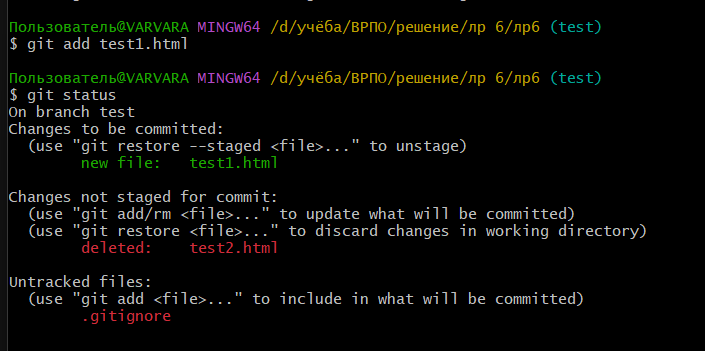 Пользователь@VARVARA MINGW64 /d/учёба/ВРПО/решение/лр 6/лр6 (test)
$ git add test1.html
Пользователь@VARVARA MINGW64 /d/учёба/ВРПО/решение/лр 6/лр6 (test)
$ git status
On branch test
Changes to be committed:
  (use "git restore --staged <file>..." to unstage)
        new file:   test1.html
Changes not staged for commit:
  (use "git add/rm <file>..." to update what will be committed)
  (use "git restore <file>..." to discard changes in working directory)
        deleted:    test2.html
Untracked files:
  (use "git add <file>..." to include in what will be committed)
        .gitignore